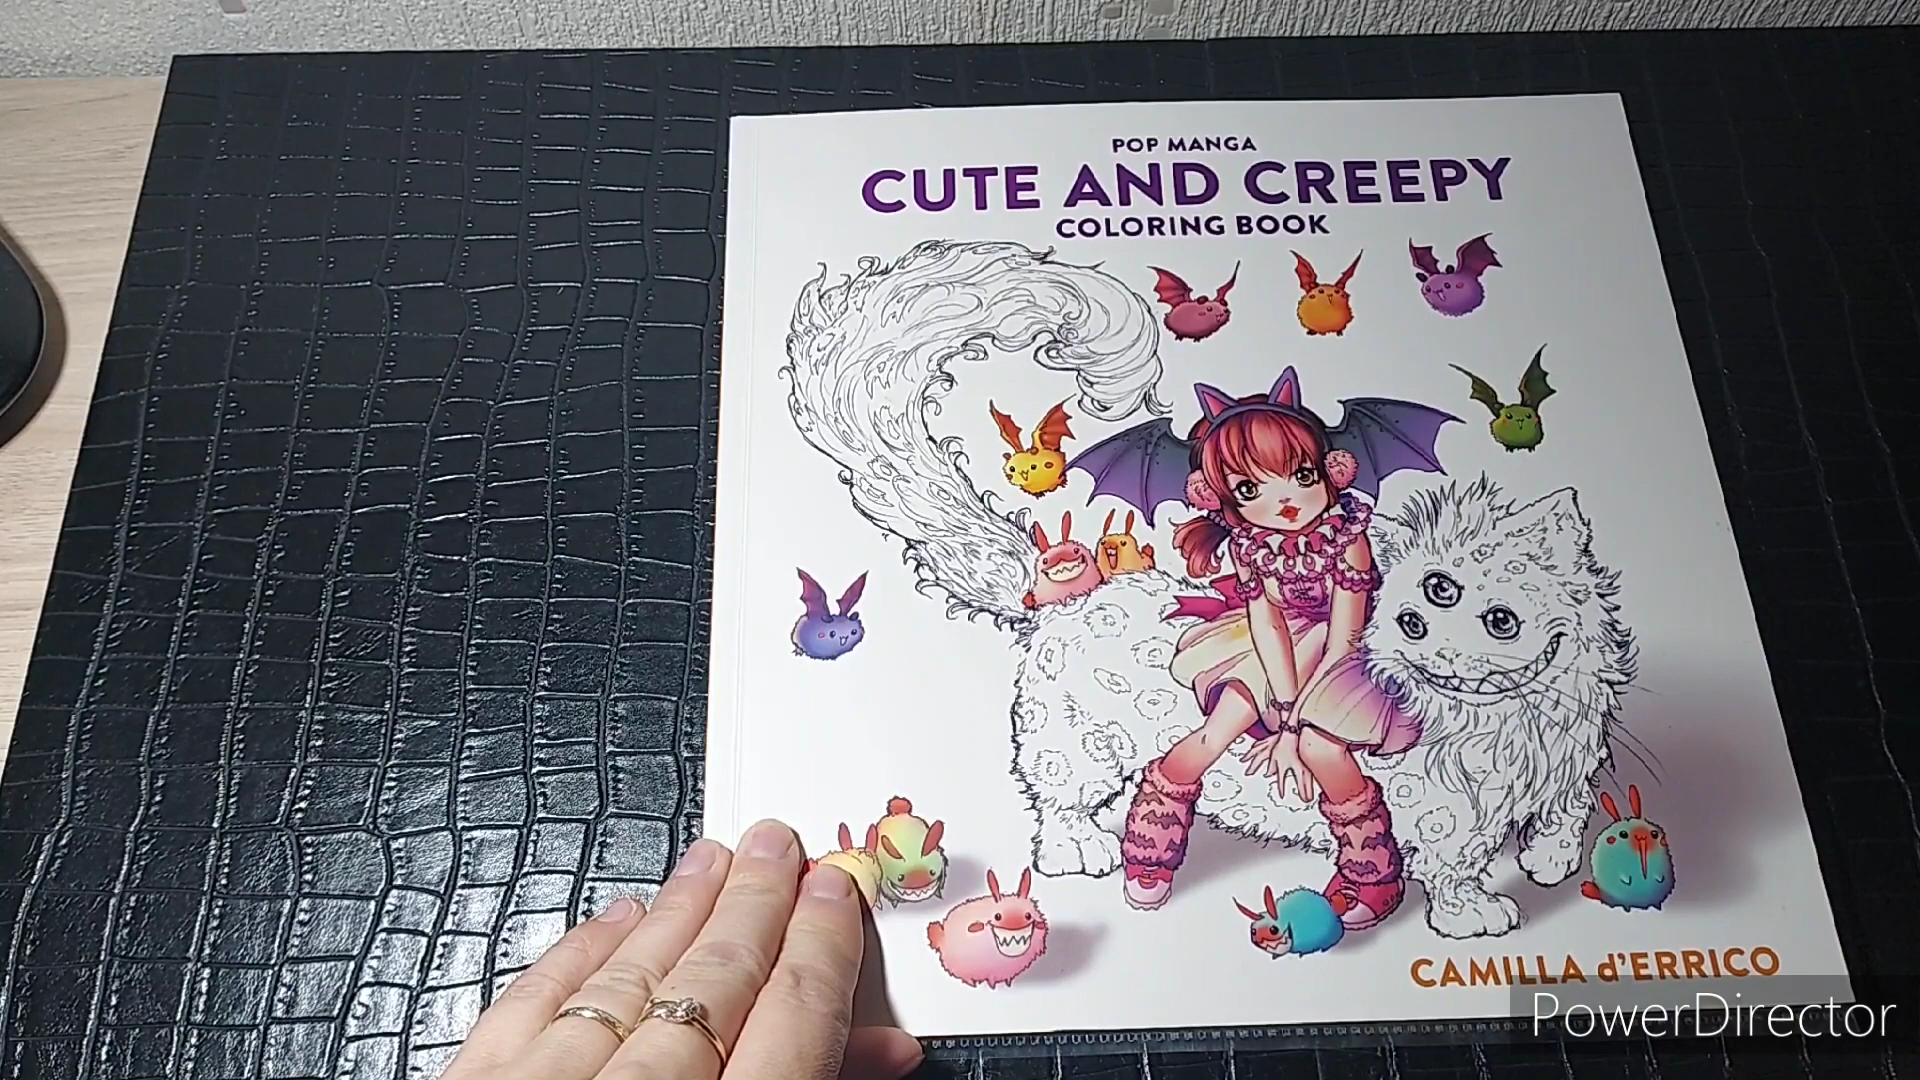 POP MANGA
CUTE AND CREEPY
COLORING BOOK
CAMILLA d'ERRICO
PowerDirector